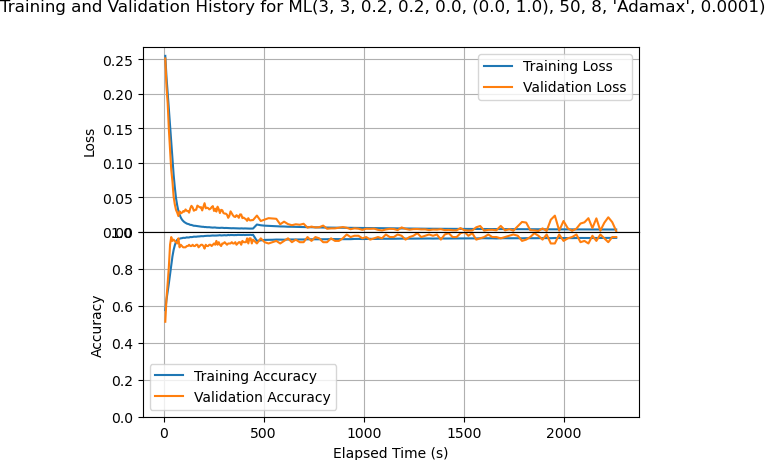 Training and Validation History for ML(3, 3, 0.2, 0.2, 0.0, (0.0, 1.0), 50, 8, 'Adamax', 0.0001)
0.25
0.20
0.15
0.10
0.05
0.00
Loss
Training Loss
Validation Loss
1.0
0.8
0.6
0.4
0.2
0.0
Accuracy
Training Accuracy
Validation Accuracy
0 500 1000 1500 2000
Elapsed Time (s)